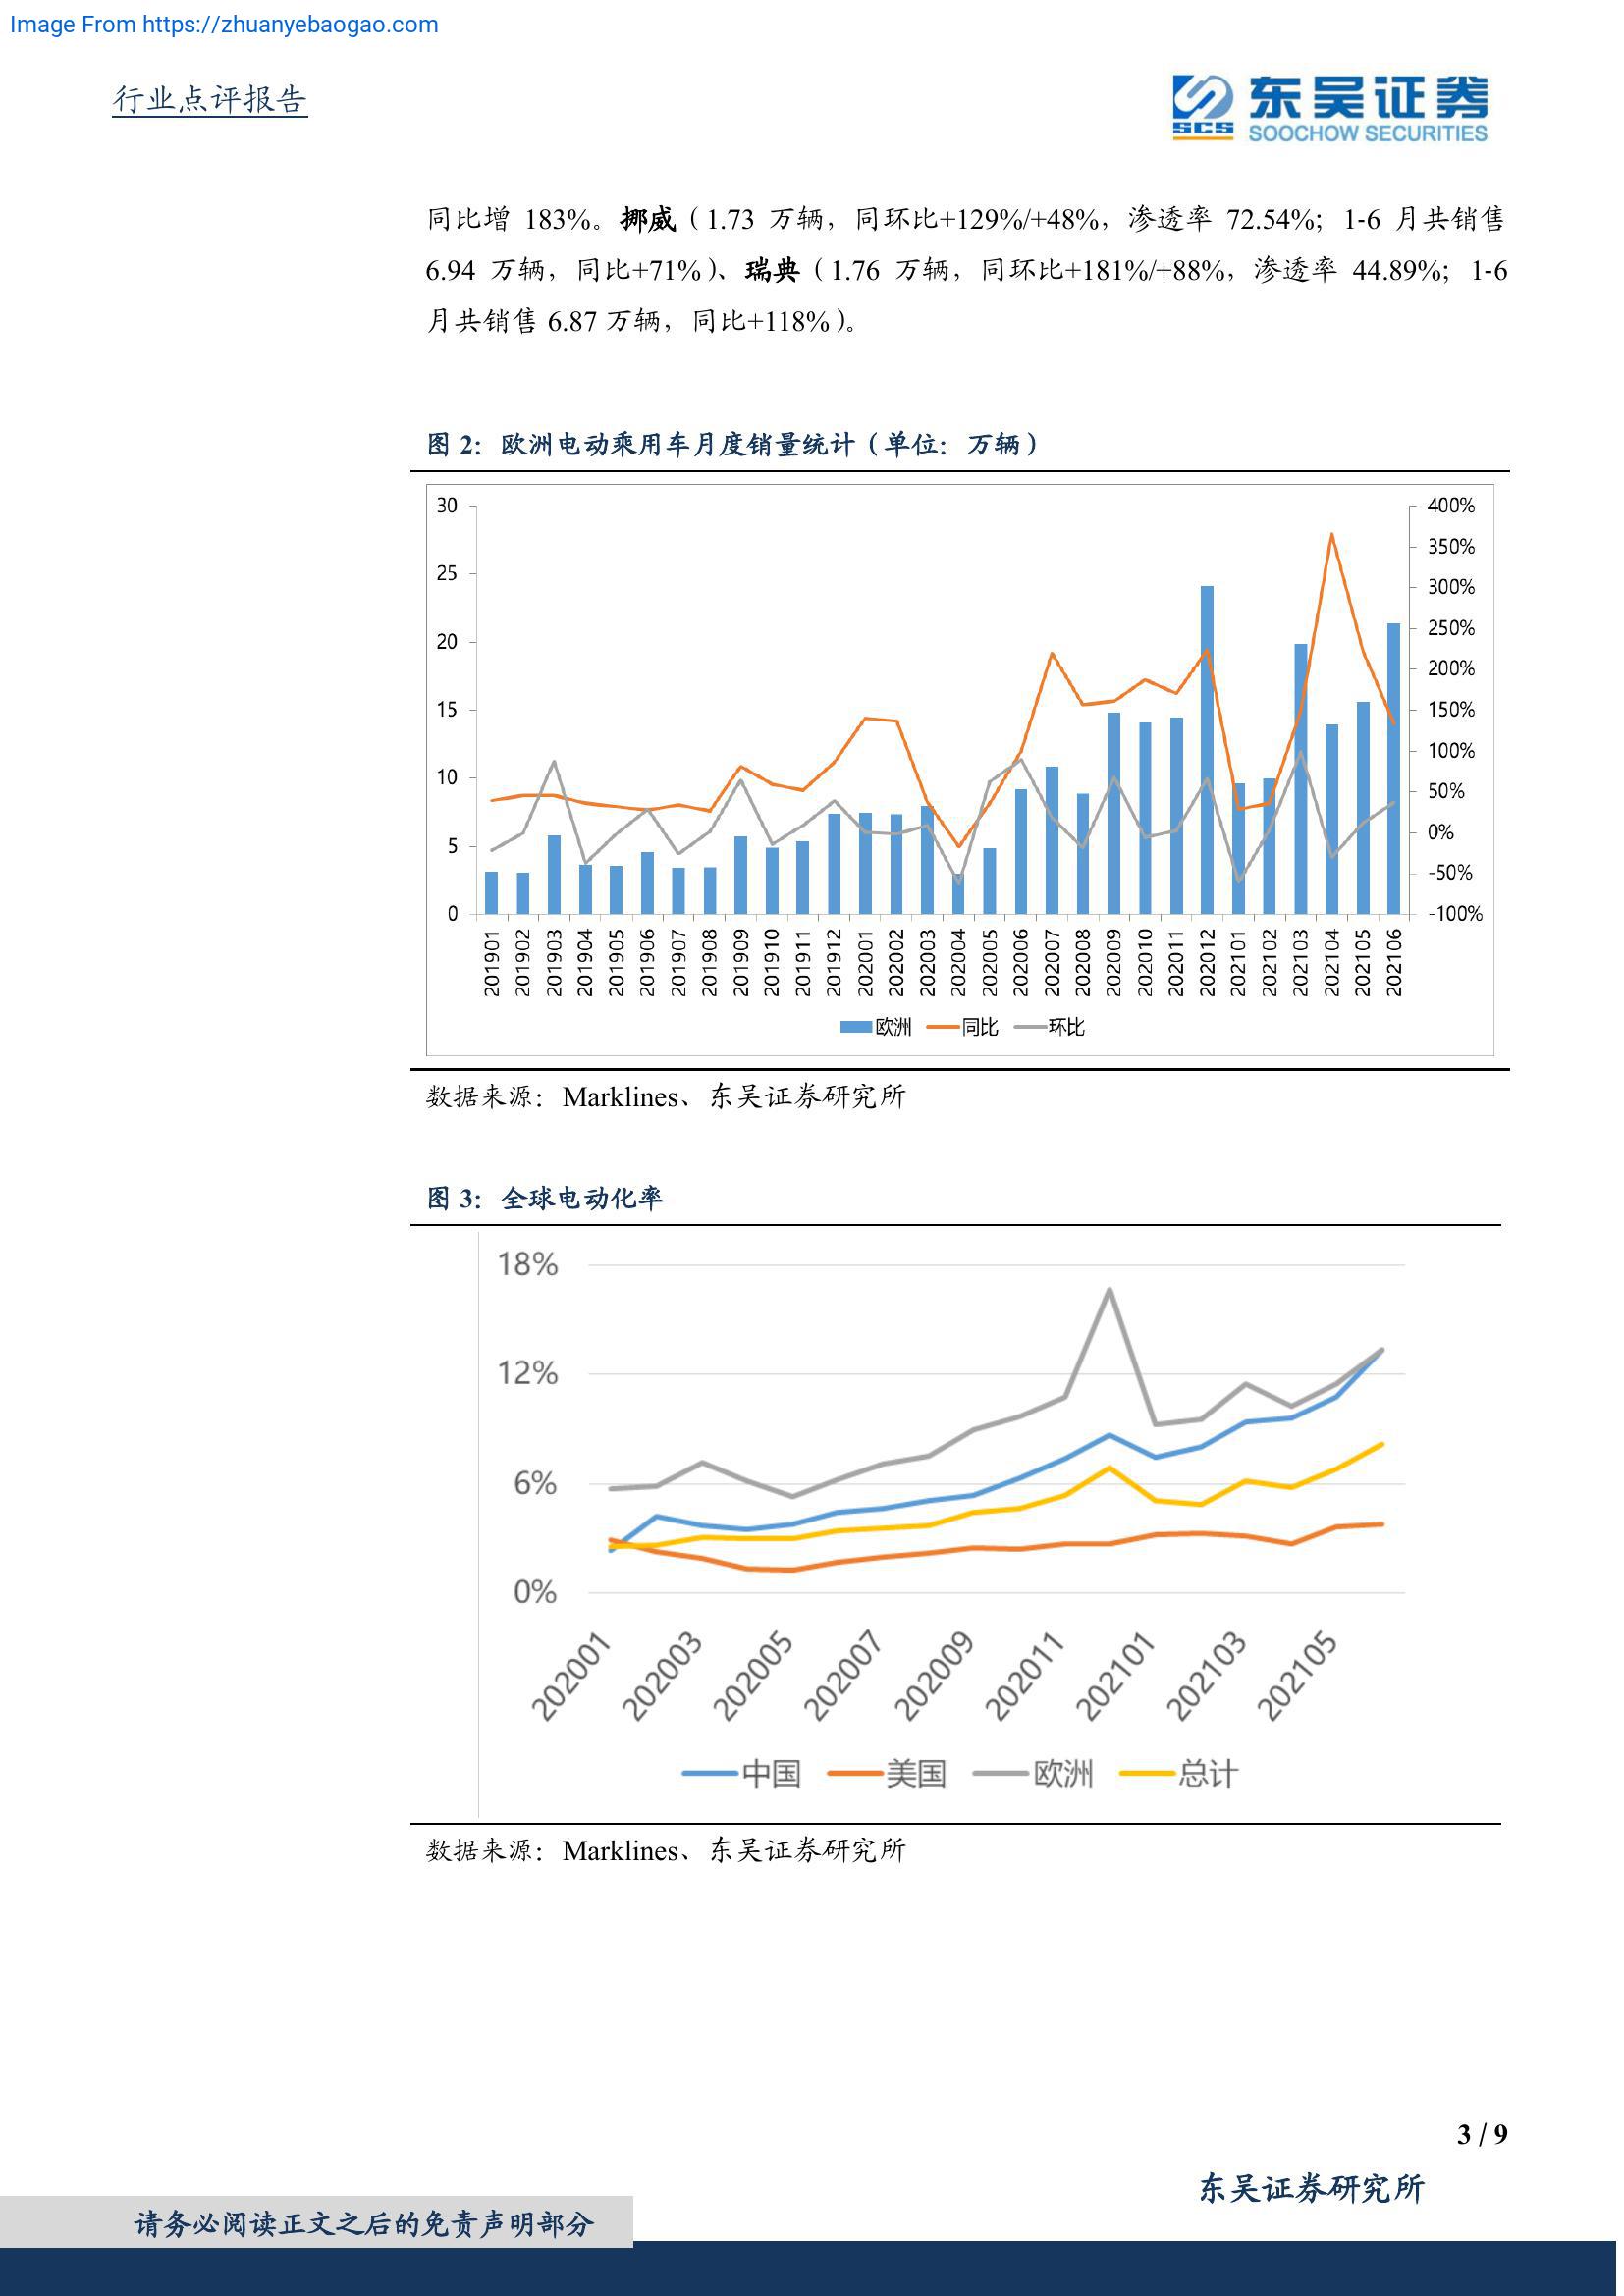 Image From https://zhuanyebaogao.com
行业点评报告
SCS
东吴证券
SOOCHOW SECURITIES
同比增 183%。挪威（1.73 万辆，同环比+129%/+48%，渗透率 72.54%；1-6 月共销售
6.94 万辆，同比+71%）、瑞典（1.76 万辆，同环比+181%/+88%，渗透率 44.89%；1-6
月共销售 6.87 万辆，同比+118%）。
图 2：欧洲电动乘用车月度销量统计（单位：万辆）
30 400%
350%
25
300%
20 250%
200%
15 150%
100%
10
50%
5 0%
-50%
0 -100%
201901 201902 201903 201904 201905 201906 201907 201908 201909 201910 201911 201912 202001 202002 202003 202004 202005 202006 202007 202008 202009 202010 202011 202012 202101 202102 202103 202104 202105 202106
欧洲 同比 环比
数据来源：Marklines、东吴证券研究所
图 3：全球电动化率
18%
12%
6%
0%
202001 202003 202005 202007 202009 202011 202101 202103 202105
中国 美国 欧洲 总计
数据来源：Marklines、东吴证券研究所
3 / 9
东吴证券研究所
请务必阅读正文之后的免责声明部分